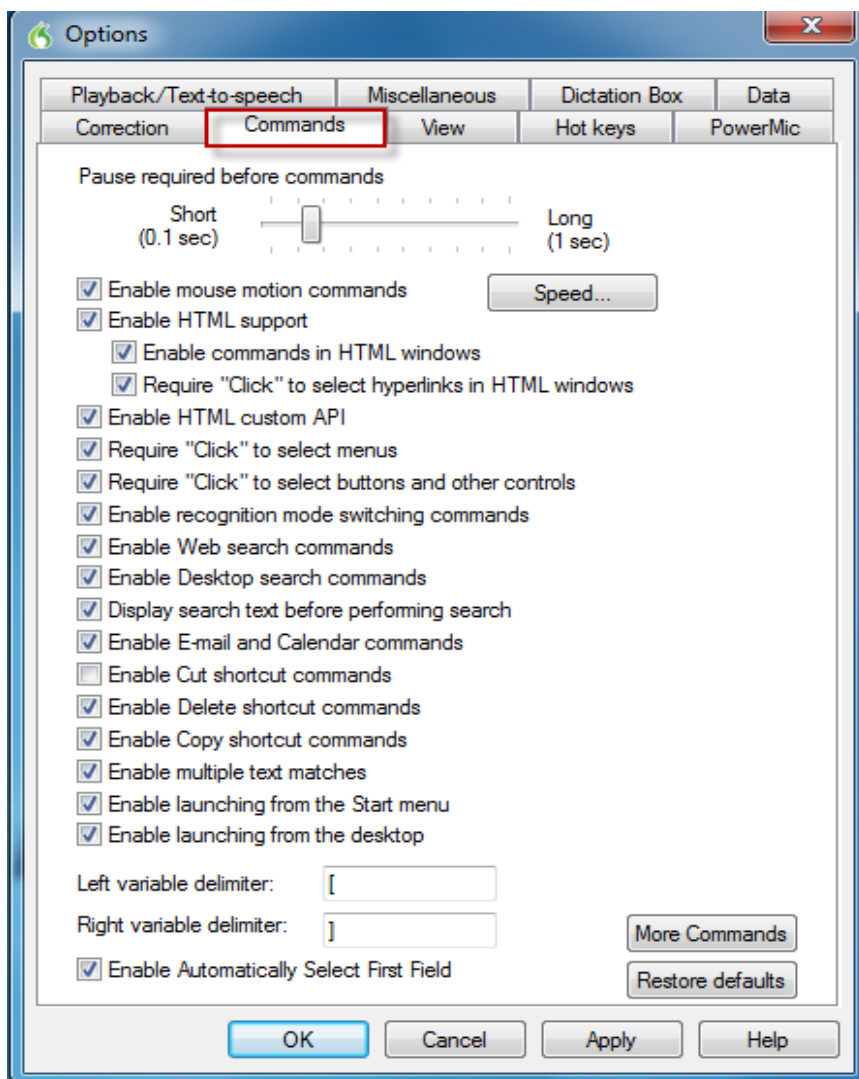 Options
Playback/Text-to-speech Miscellaneous Dictation Box Data
Correction Commands View Hot keys PowerMic
Pause required before commands
Short Long
(0.1 sec) (1 sec)
Enable mouse motion commands Speed...
Enable HTML support
Enable commands in HTML windows
Require "Click" to select hyperlinks in HTML windows
Enable HTML custom API
Require "Click" to select menus
Require "Click" to select buttons and other controls
Enable recognition mode switching commands
Enable Web search commands
Enable Desktop search commands
Display search text before performing search
Enable E-mail and Calendar commands
Enable Cut shortcut commands
Enable Delete shortcut commands
Enable Copy shortcut commands
Enable multiple text matches
Enable launching from the Start menu
Enable launching from the desktop
Left variable delimiter: [
Right variable delimiter: ]
More Commands
Enable Automatically Select First Field
Restore defaults
OK Cancel Apply Help